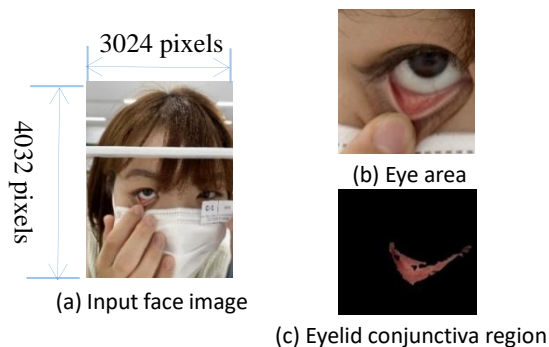 3024 pixels
4032 pixels
(a) Input face image
(b) Eye area
(c) Eyelid conjunctiva region